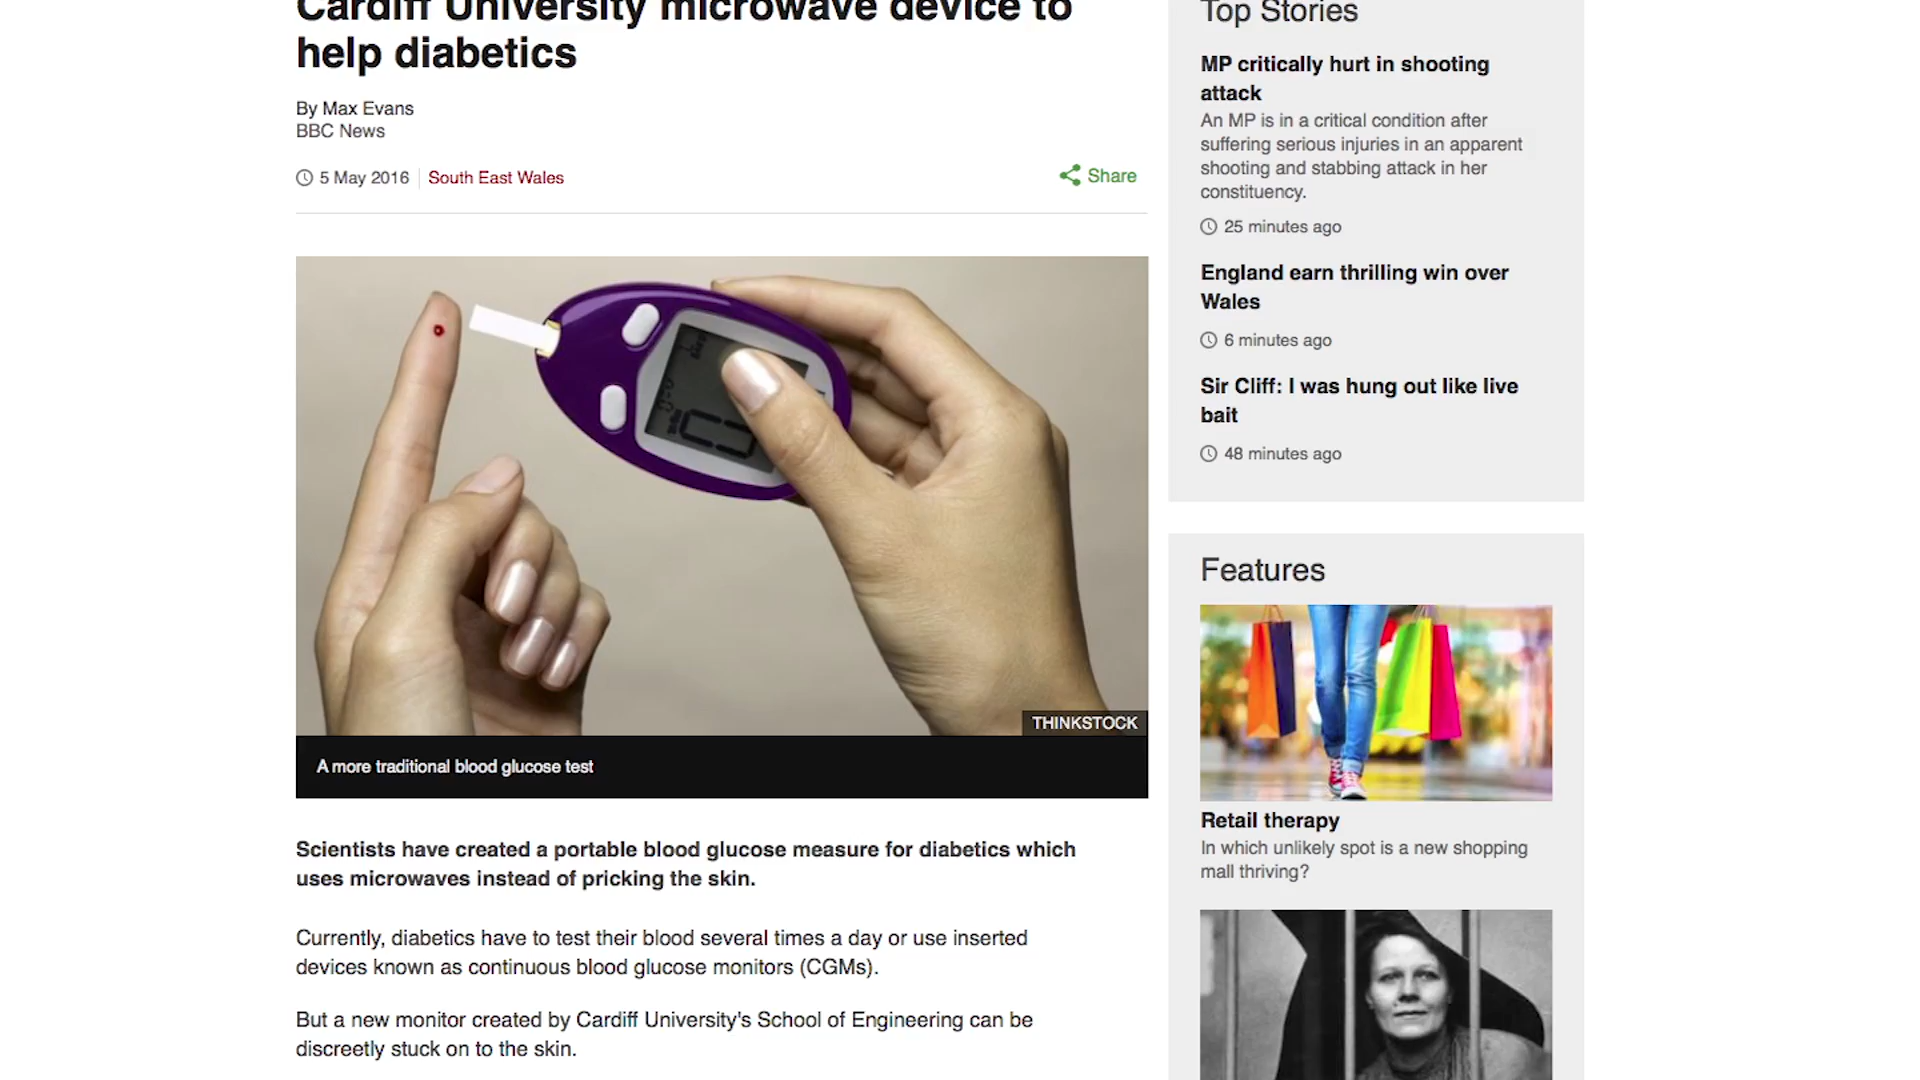 Cardiff University microwave device to
help diabetics
By Max Evans
BBC News
5 May 2016
South East Wales
Share
THINKSTOCK
A more traditional blood glucose test
Scientists have created a portable blood glucose measure for diabetics which
uses microwaves instead of pricking the skin.
Currently, diabetics have to test their blood several times a day or use inserted
devices known as continuous blood glucose monitors (CGMs).
But a new monitor created by Cardiff University's School of Engineering can be
discreetly stuck on to the skin.
Top Stories
MP critically hurt in shooting
attack
An MP is in a critical condition after
suffering serious injuries in an apparent
shooting and stabbing attack in her
constituency.
25 minutes ago
England earn thrilling win over
Wales
6 minutes ago
Sir Cliff: I was hung out like live
bait
48 minutes ago
Features
Retail therapy
In which unlikely spot is a new shopping
mall thriving?